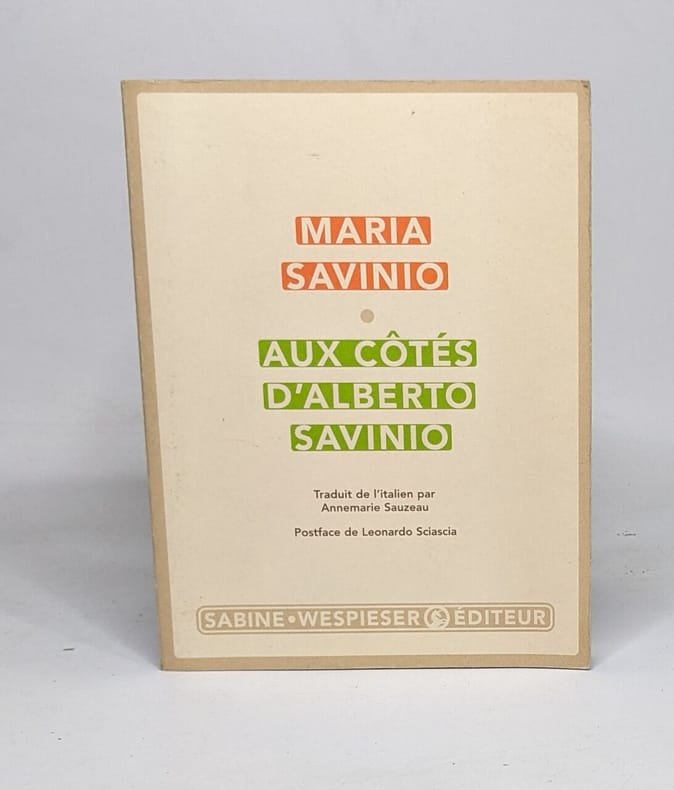 MARIA
SAVINIO
AUX CÔTÉS
D'ALBERTO
SAVINIO
Traduit de l'italien par
Annemarie Sauzeau
Postface de Leonardo Sciascia
SABINE•WESPIESER ÉDITEUR